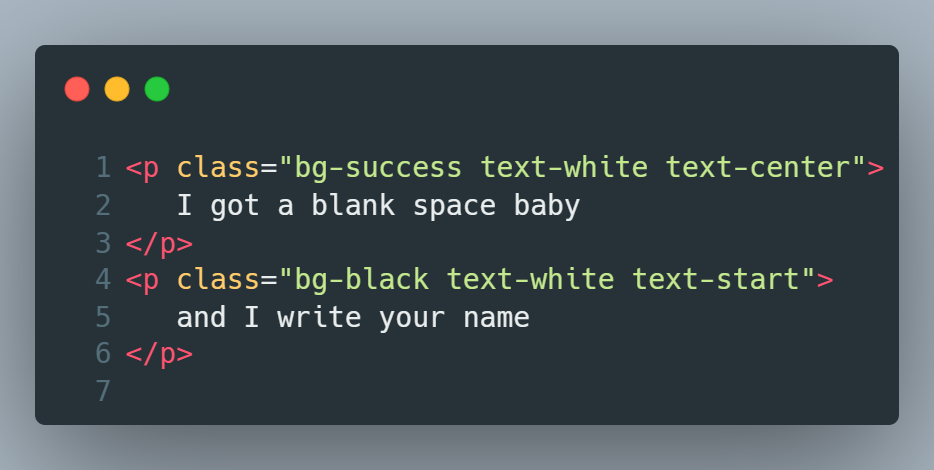 1 <p class="bg-success text-white text-center">
2 I got a blank space baby
3 </p>
4 <p class="bg-black text-white text-start">
5 and I write your name
6 </p>
7